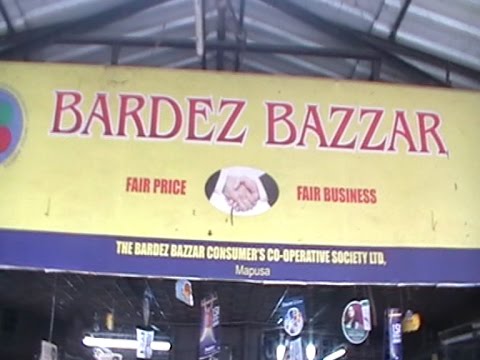 BARDEZ BAZZAR
FAIR PRICE
FAIR BUSINESS
THE BARDEZ BAZZAR CONSUMER'S CO-OPERATIVE SOCIETY LTD,
Mapusa